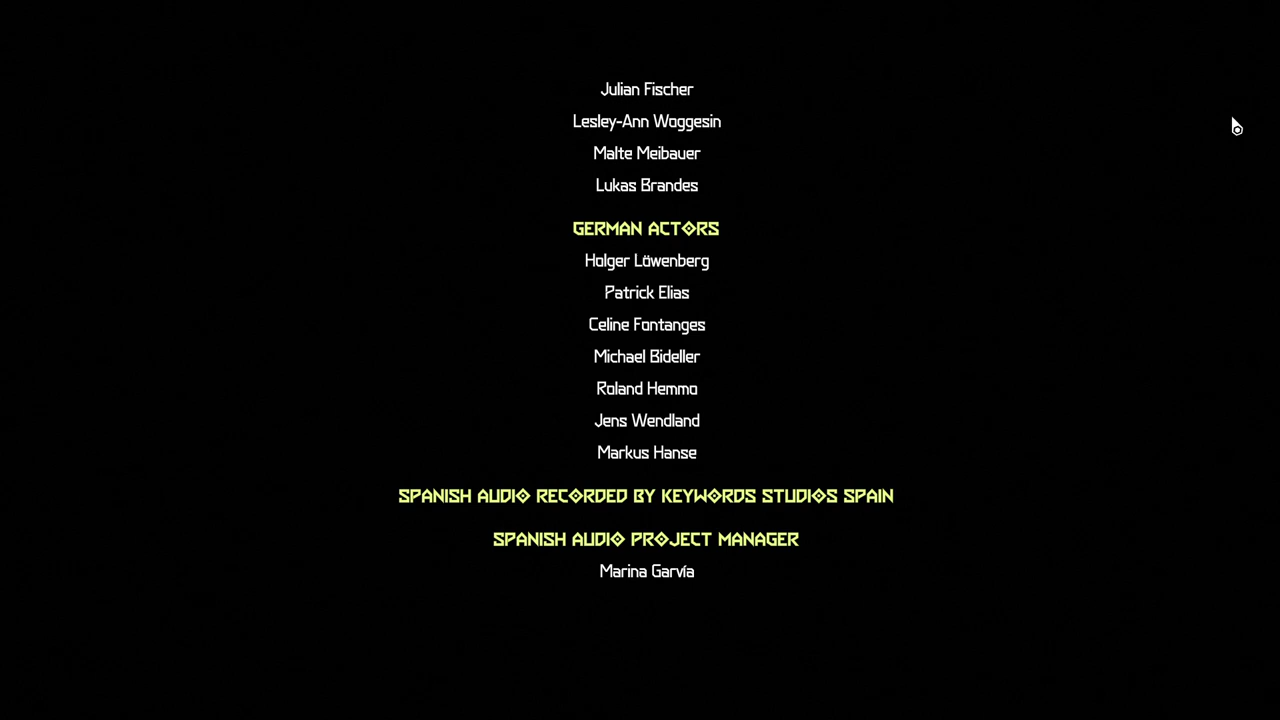 Julian Fischer
Lesley-Ann Woggesin
Malte Meibauer
Lukas Brandes
GERMAN ACTORS
Holger Löwenberg
Patrick Elias
Celine Fontanges
Michael Bideller
Roland Hemmo
Jens Wendland
Markus Hanse
SPANISH AUDIO RECORDED BY KEYWORDS STUDIOS SPAIN
SPANISH AUDIO PROJECT MANAGER
Marina Garvía